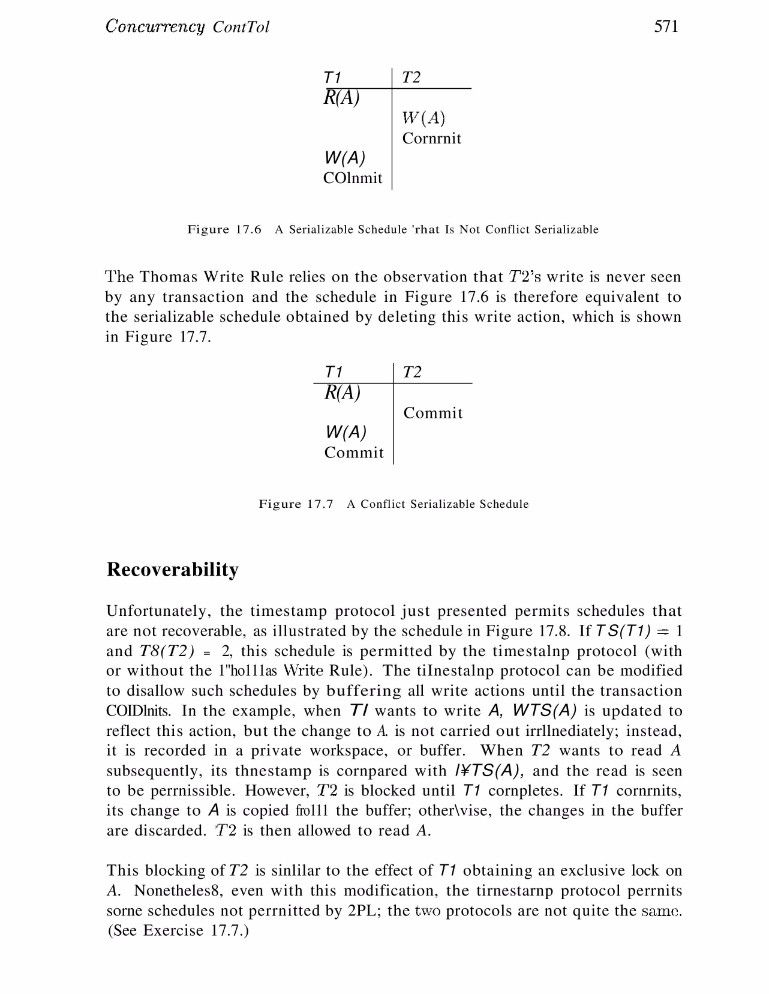 Concurrency ContTol 571
T1 T2
R(A)
W(A)
Cornrnit
W(A)
COlnmit
Figure 17.6 A Serializable Schedule 'rhat Is Not Conflict Serializable
The Thomas Write Rule relies on the observation that T2's write is never seen
by any transaction and the schedule in Figure 17.6 is therefore equivalent to
the serializable schedule obtained by deleting this write action, which is shown
in Figure 17.7.
T1 T2
R(A)
Commit
W(A)
Commit
Figure 17.7 A Conflict Serializable Schedule
Recoverability
Unfortunately, the timestamp protocol just presented permits schedules that
are not recoverable, as illustrated by the schedule in Figure 17.8. If TS(T1) = 1
and T8(T2) = 2, this schedule is permitted by the timestalnp protocol (with
or without the 1"ho111as Write Rule). The tiInestalnp protocol can be modified
to disallow such schedules by buffering all write actions until the transaction
COIDlnits. In the example, when TI wants to write A, WTS(A) is updated to
reflect this action, but the change to A. is not carried out irrllnediately; instead,
it is recorded in a private workspace, or buffer. When T2 wants to read A
subsequently, its thnestamp is cornpared with l¥TS(A), and the read is seen
to be perrnissible. However, T2 is blocked until T1 cornpletes. If T1 cornrnits,
its change to A is copied fro111 the buffer; other\vise, the changes in the buffer
are discarded. T2 is then allowed to read A.
This blocking of T2 is sinlilar to the effect of T1 obtaining an exclusive lock on
A. Nonetheles8, even with this modification, the tirnestarnp protocol perrnits
sorne schedules not perrnitted by 2PL; the two protocols are not quite the same.
(See Exercise 17.7.)